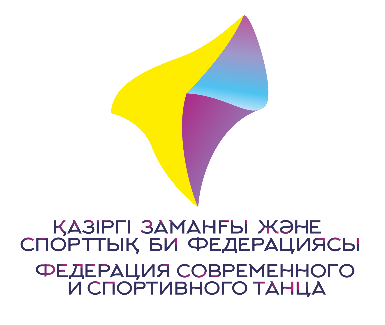 ҚАЗІРГІ ЗАМАНҒЫ ЖӘНЕ
СПОРТТЫҚ БИ ФЕДЕРАЦИЯСЫ
ФЕДЕРАЦИЯ СОВРЕМЕННОГО
И СПОРТИВНОГО ТАНЦА